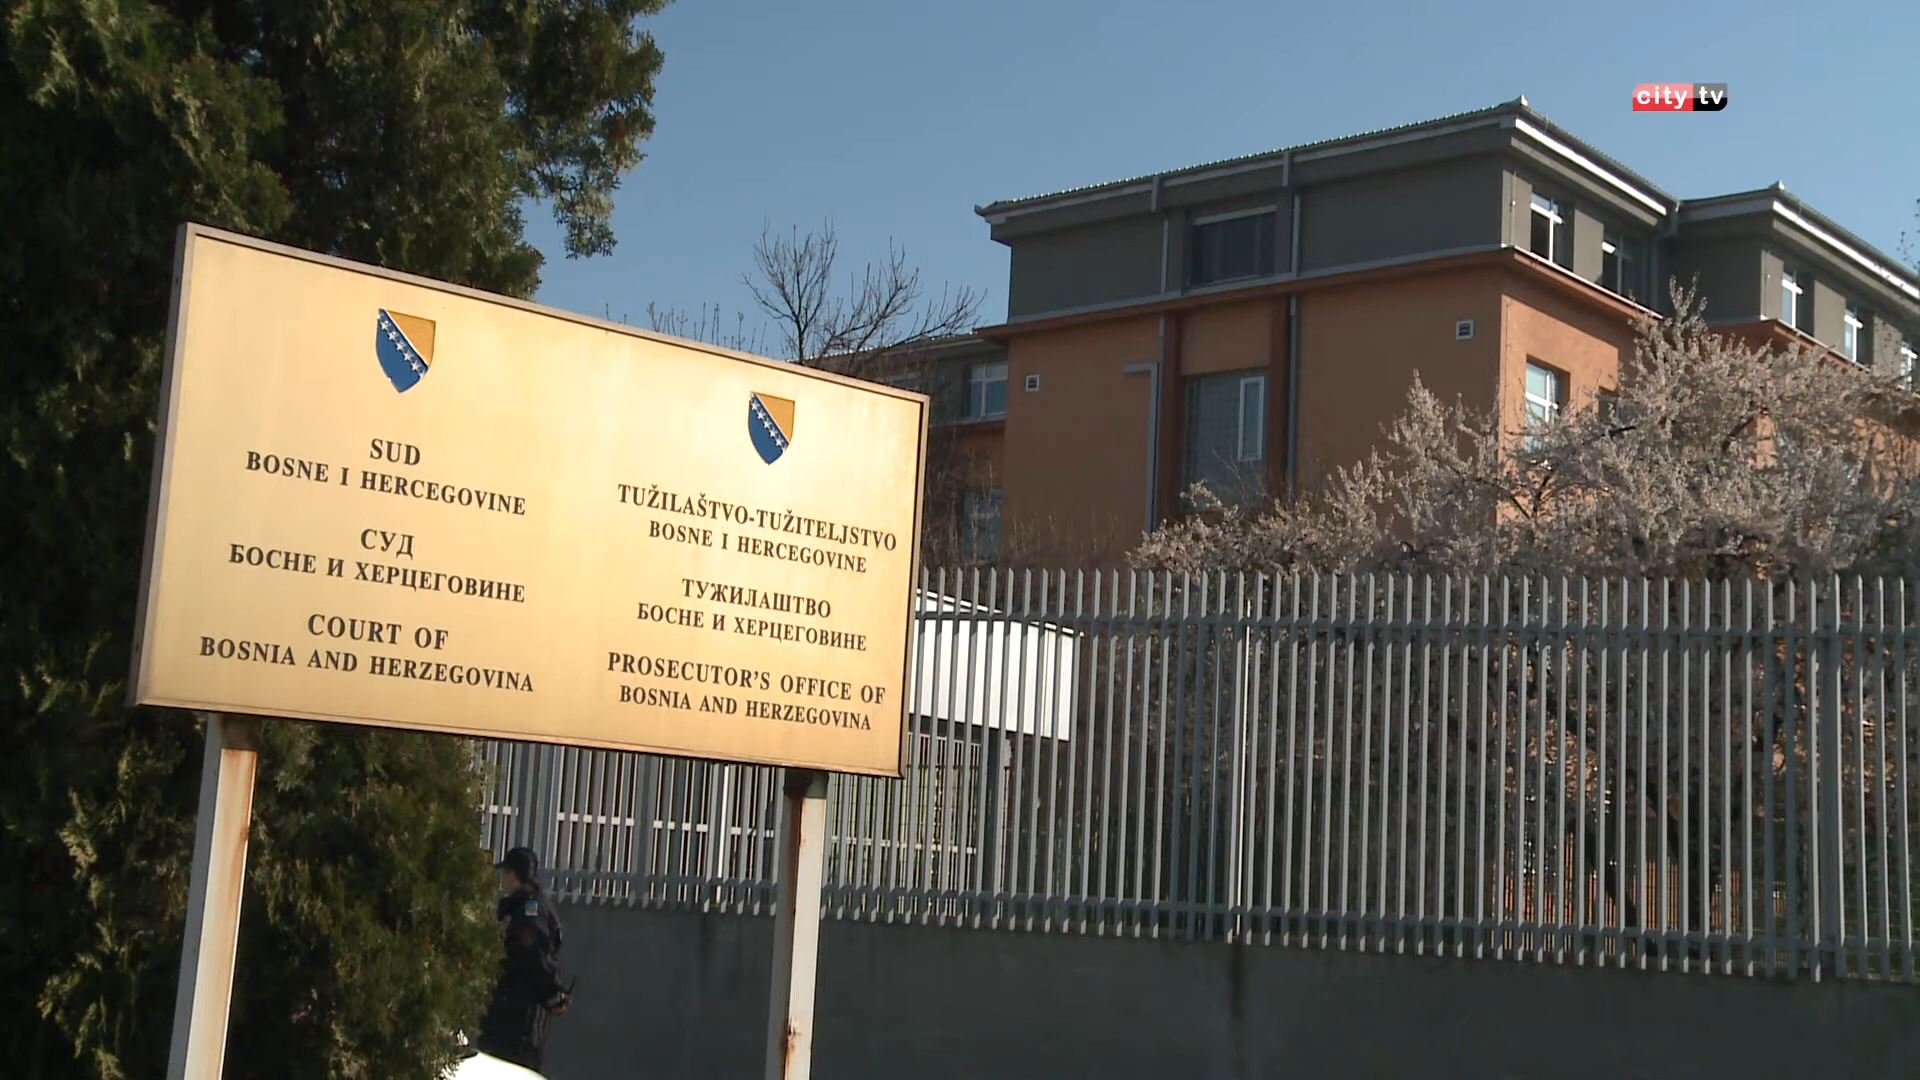 city tv
SUD
BOSNE I HERCEGOVINE
СУД
БОСНЕ И ХЕРЦЕГОВИНЕ
COURT OF
BOSNIA AND HERZEGOVINA
TUŽILAŠTVO-TUŽITELJSTVO
BOSNE I HERCEGOVINE
ТУЖИЛАШТВО
БОСНЕ И ХЕРЦЕГОВИНЕ
PROSECUTOR'S OFFICE OF
BOSNIA AND HERZEGOVINA